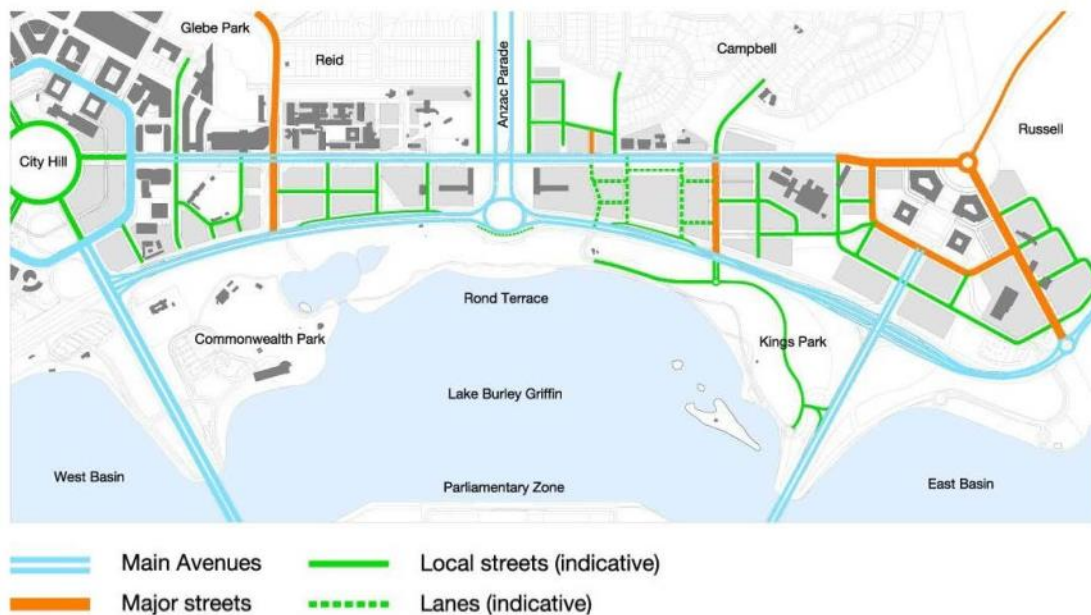 Glebe Park
Reid
Anzac Parade
Campbell
City Hill
Russell
Rond Terrace
Commonwealth Park
Kings Park
Lake Burley Griffin
West Basin
Parliamentary Zone
East Basin
Main Avenues
Local streets (indicative)
Major streets
Lanes (indicative)